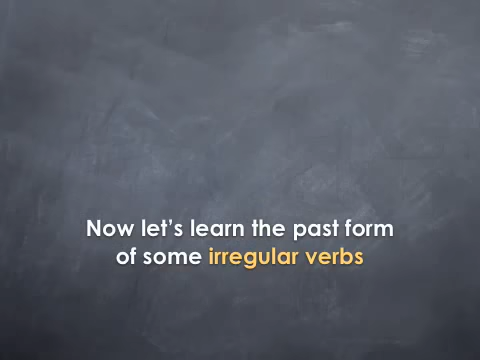 Now let’s learn the past form
of some irregular verbs